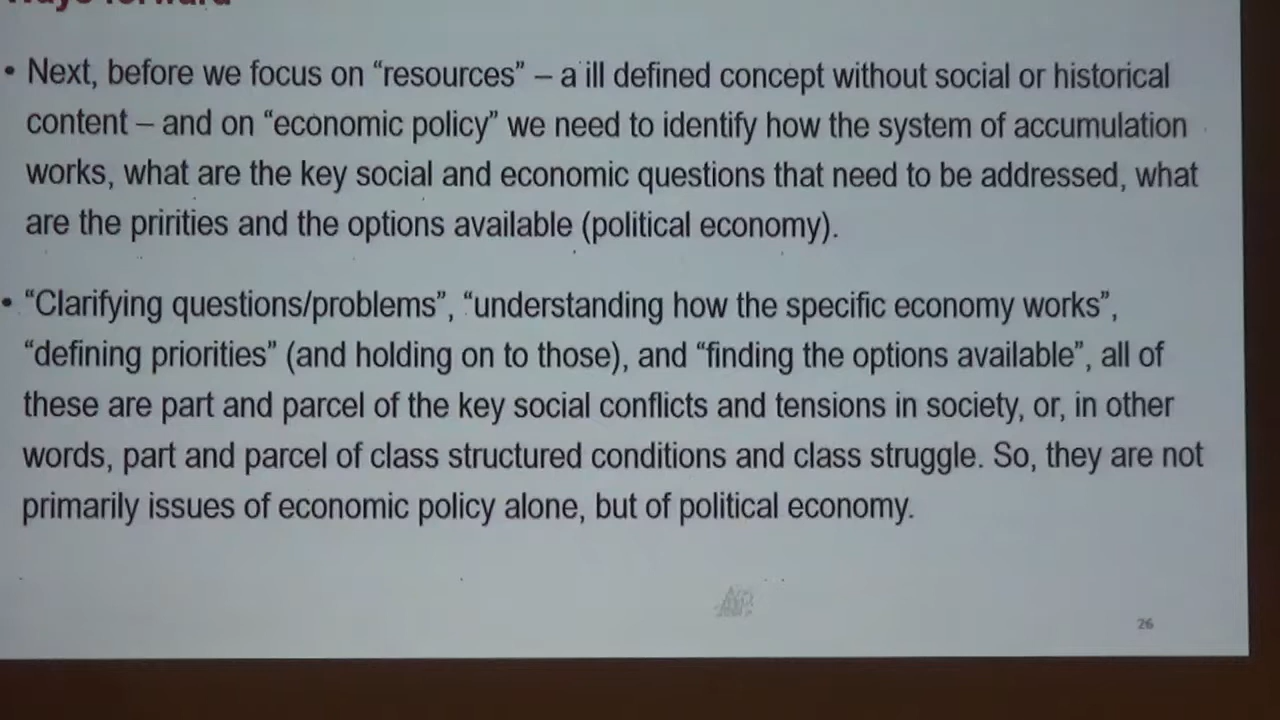 Ways forward
• Next, before we focus on “resources” – a ill defined concept without social or historical
content – and on “economic policy” we need to identify how the system of accumulation
works, what are the key social and economic questions that need to be addressed, what
are the pririties and the options available (political economy).
• “Clarifying questions/problems”, “understanding how the specific economy works”,
“defining priorities” (and holding on to those), and “finding the options available”, all of
these are part and parcel of the key social conflicts and tensions in society, or, in other
words, part and parcel of class structured conditions and class struggle. So, they are not
primarily issues of economic policy alone, but of political economy.
26